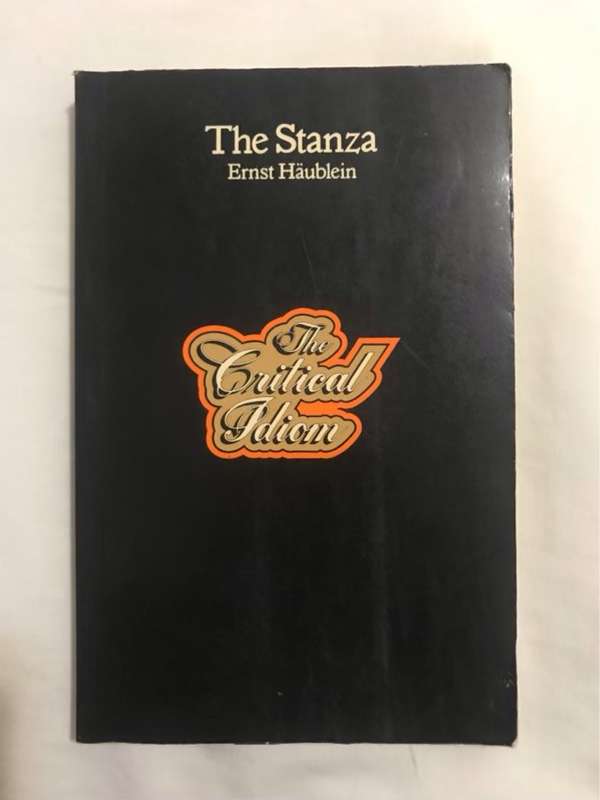 The Stanza
Ernst Häublein
The
Critical
Idiom